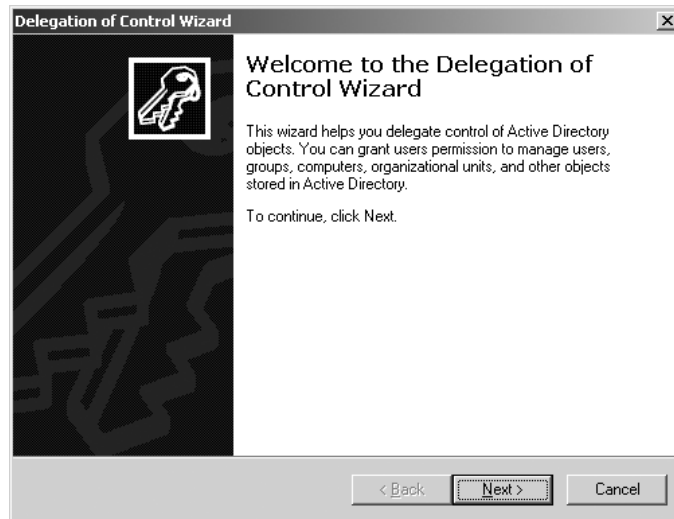 Delegation of Control Wizard
Welcome to the Delegation of
Control Wizard
This wizard helps you delegate control of Active Directory
objects. You can grant users permission to manage users,
groups, computers, organizational units, and other objects
stored in Active Directory.
To continue, click Next.
< Back
Next >
Cancel